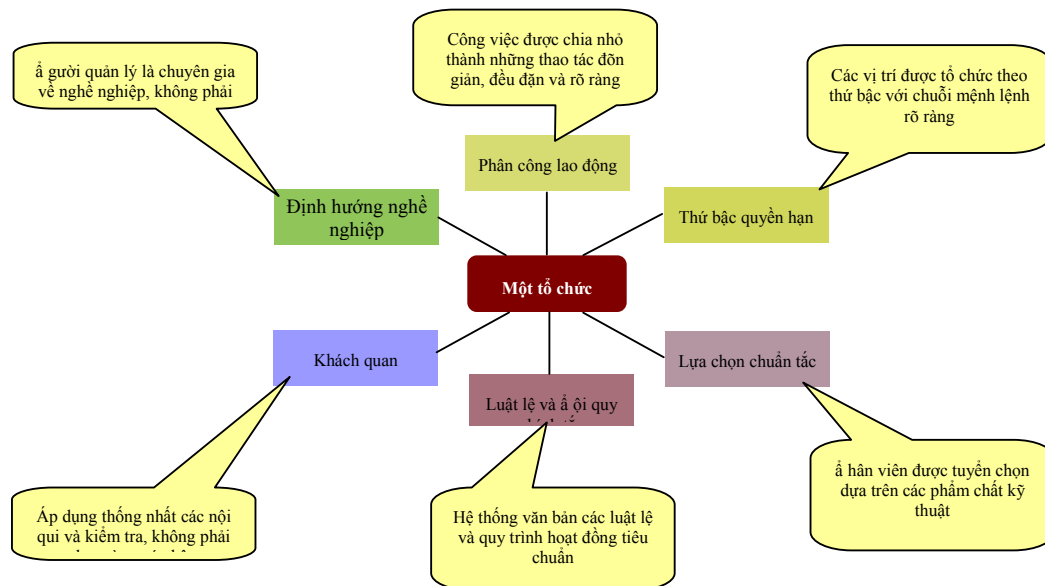 ẩ gười quản lý là chuyên gia
về nghề nghiệp, không phải
Công việc được chia nhỏ
thành những thao tác đõn
giản, đều đặn và rõ ràng
Các vị trí được tổ chức theo
thứ bậc với chuỗi mệnh lệnh
rõ ràng
Phân công lao động
Định hướng nghề
nghiệp
Thứ bậc quyền hạn
Một tổ chức
Khách quan
Lựa chọn chuẩn tắc
Luật lệ và ẩ ội quy
Áp dụng thống nhất các nội
qui và kiểm tra, không phải
Hệ thống văn bản các luật lệ
và quy trình hoạt đồng tiêu
chuẩn
ẩ hân viên được tuyển chọn
dựa trên các phẩm chất kỹ
thuật